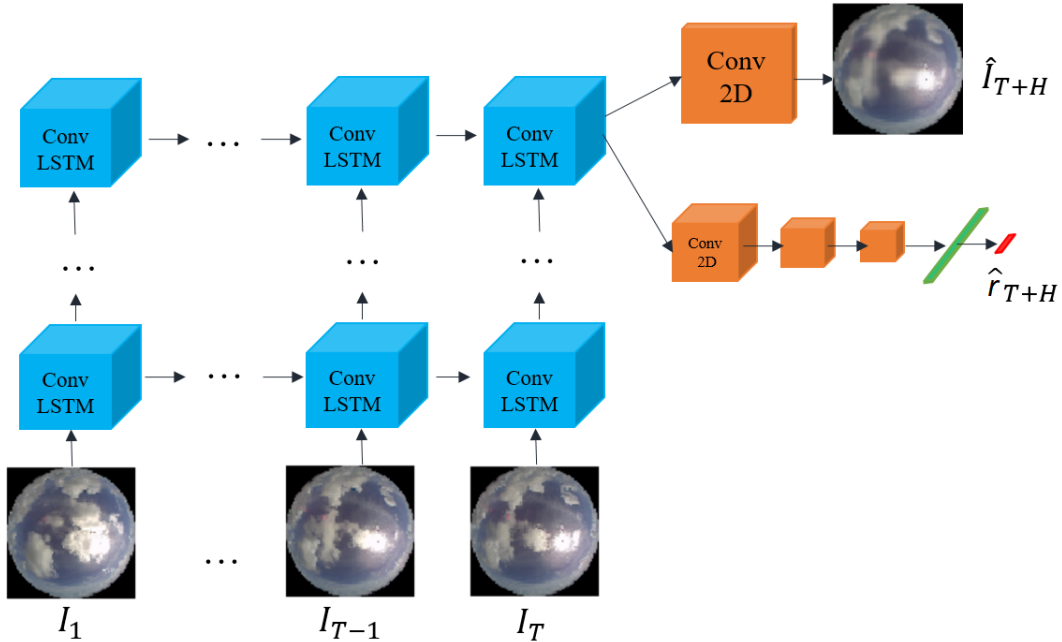 Conv
LSTM
...
Conv
LSTM
Conv
LSTM
Conv
2D
Î_{T+H}
Conv
2D
r̂_{T+H}
...
...
...
Conv
LSTM
...
Conv
LSTM
Conv
LSTM
...
I_1
I_{T−1}
I_T